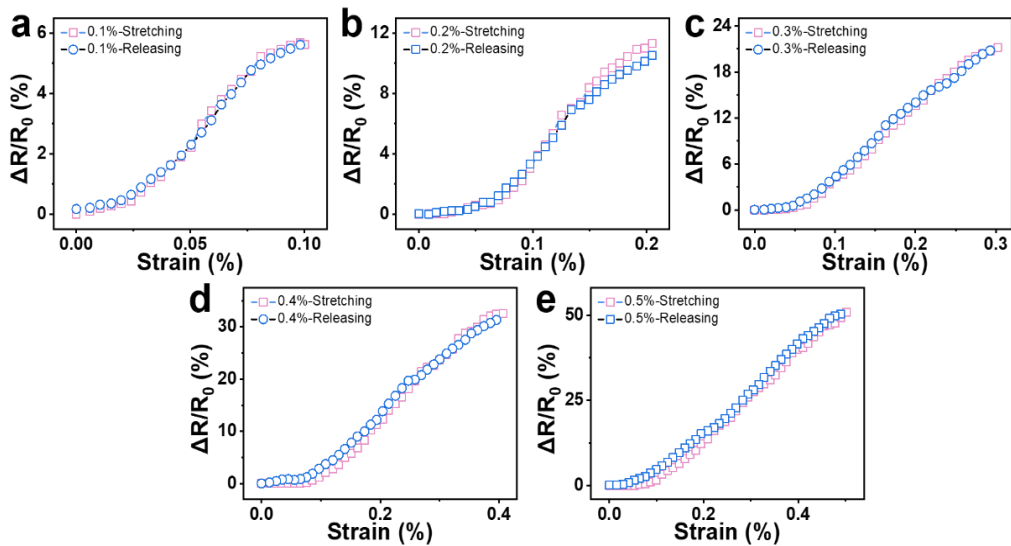 a
0.1%-Stretching
0.1%-Releasing
6
4
2
0
ΔR/R₀ (%)
0.00
0.05
0.10
Strain (%)
b
0.2%-Stretching
0.2%-Releasing
12
8
4
0
ΔR/R₀ (%)
0.0
0.1
0.2
Strain (%)
c
0.3%-Stretching
0.3%-Releasing
24
18
12
6
0
ΔR/R₀ (%)
0.0
0.1
0.2
0.3
Strain (%)
d
0.4%-Stretching
0.4%-Releasing
30
20
10
0
ΔR/R₀ (%)
0.0
0.2
0.4
Strain (%)
e
0.5%-Stretching
0.5%-Releasing
50
25
0
ΔR/R₀ (%)
0.0
0.2
0.4
Strain (%)